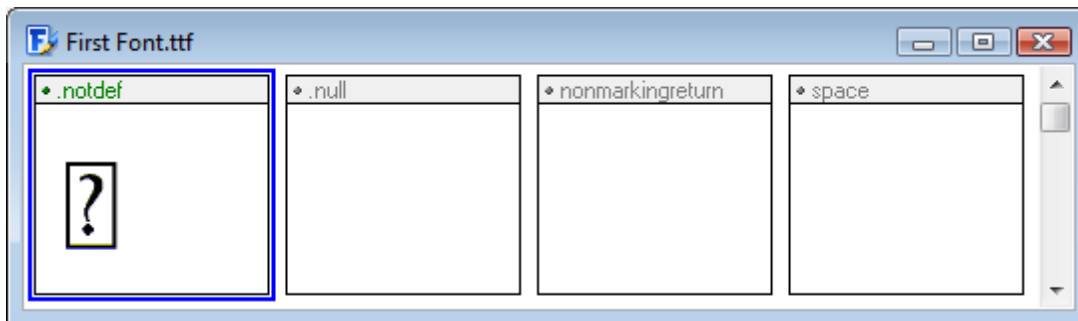 First Font.ttf
.notdef
.null
nonmarkingreturn
space
?